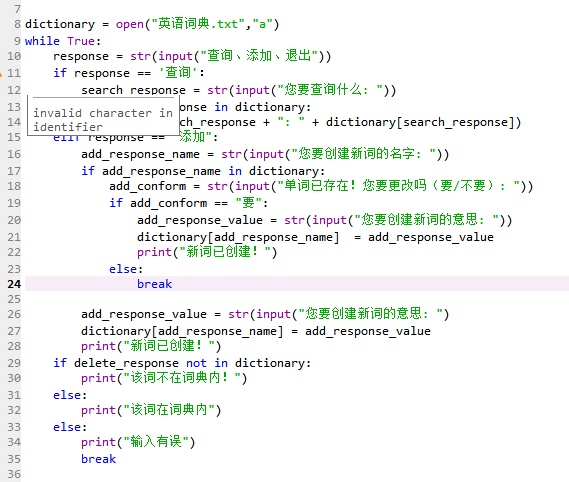 7
8 dictionary = open("英语词典.txt","a")
9 while True:
10 response = str(input("查询、添加、退出"))
11 if response == '查询':
12 search_response = str(input("您要查询什么: "))
13 in dictionary:
invalid character in
14 + ": " + dictionary[search_response])
identifier
15 elif response == "添加":
16 add_response_name = str(input("您要创建新词的名字: "))
17 if add_response_name in dictionary:
18 add_conform = str(input("单词已存在! 您要更改吗 (要/不要) : "))
19 if add_conform == "要":
20 add_response_value = str(input("您要创建新词的意思: "))
21 dictionary[add_response_name] = add_response_value
22 print("新词已创建! ")
23 else:
24 break
25
26 add_response_value = str(input("您要创建新词的意思: ")
27 dictionary[add_response_name] = add_response_value
28 print("新词已创建! ")
29 if delete_response not in dictionary:
30 print("该词不在词典内! ")
31 else:
32 print("该词在词典内")
33 else:
34 print("输入有误")
35 break
36